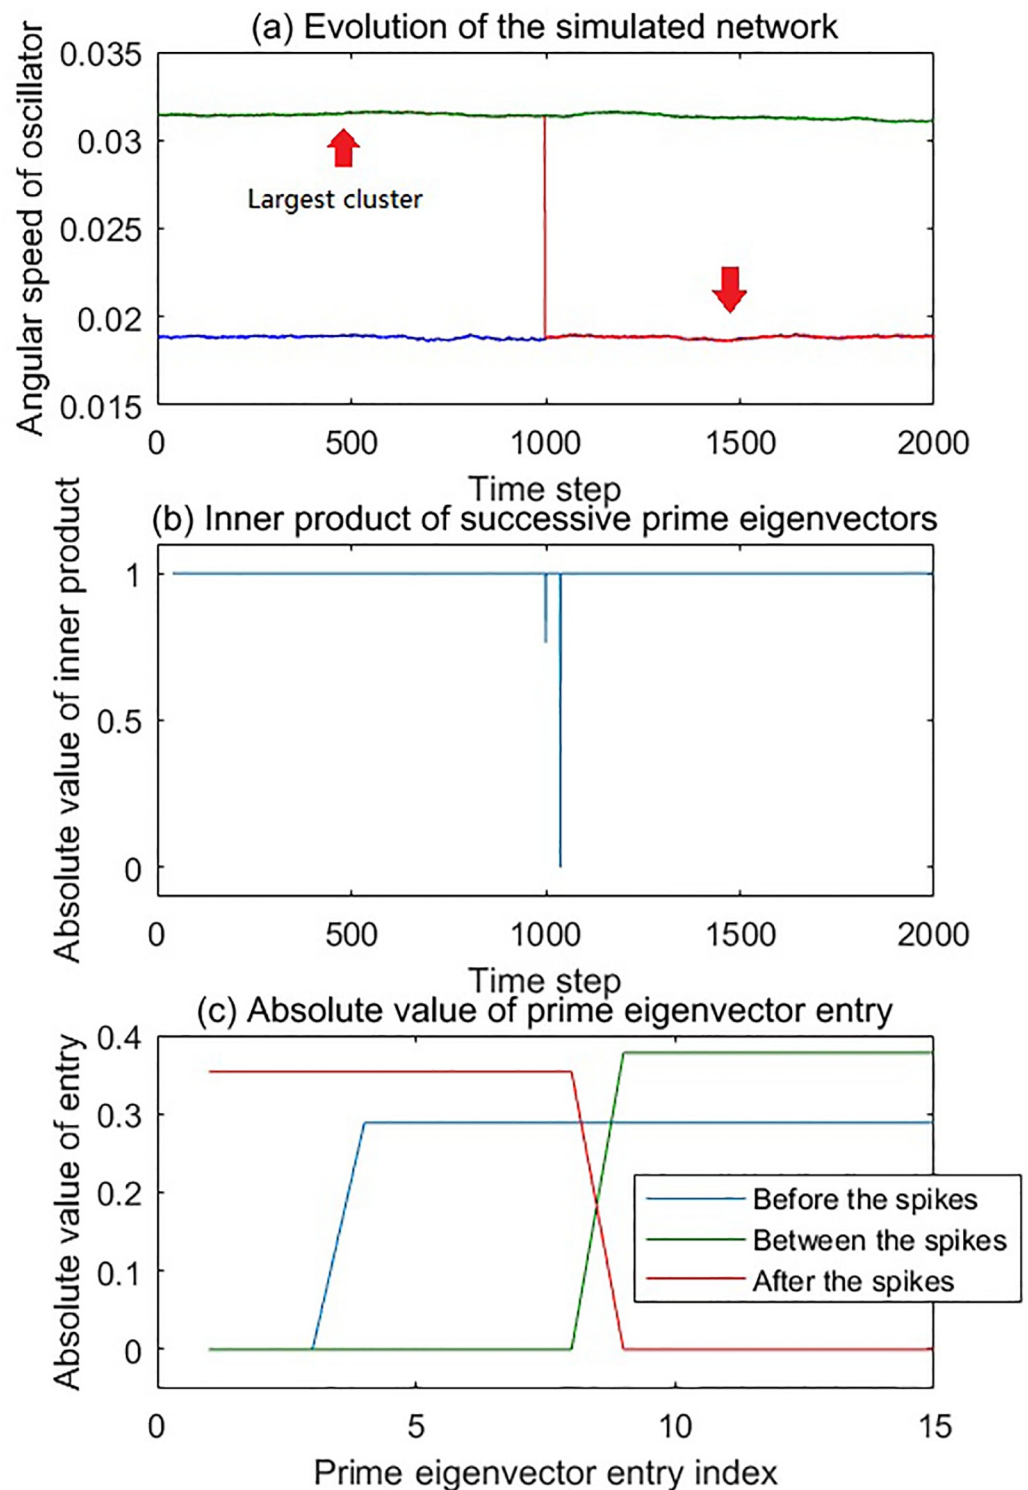 (a) Evolution of the simulated network
Angular speed of oscillator
0.035
0.03
0.025
0.02
0.015
Largest cluster
0 500 1000 1500 2000
Time step
(b) Inner product of successive prime eigenvectors
Absolute value of inner product
1
0.5
0
0 500 1000 1500 2000
Time step
(c) Absolute value of prime eigenvector entry
Absolute value of entry
0.4
0.3
0.2
0.1
0
Before the spikes
Between the spikes
After the spikes
0 5 10 15
Prime eigenvector entry index